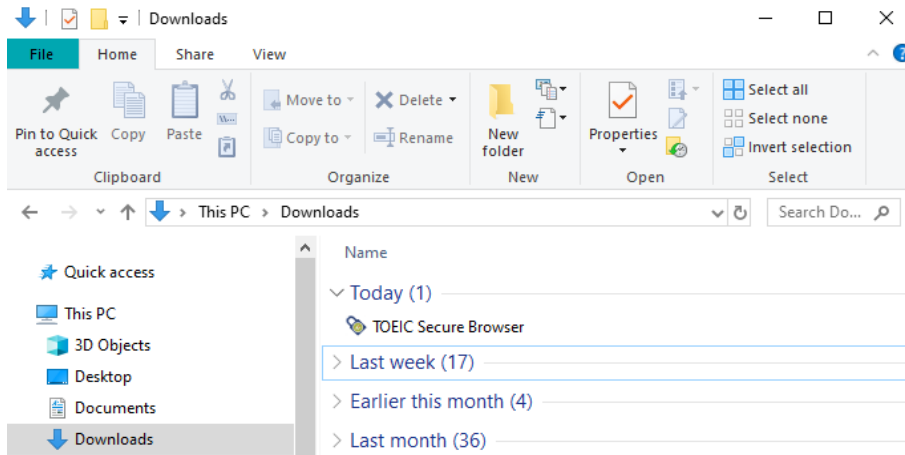 Downloads
File Home Share View
Pin to Quick access
Copy
Paste
Clipboard
Move to
Copy to
Delete
Rename
Organize
New folder
New
Properties
Open
Select all
Select none
Invert selection
Select
This PC > Downloads
Search Do...
Quick access
This PC
3D Objects
Desktop
Documents
Downloads
Name
Today (1)
TOEIC Secure Browser
Last week (17)
Earlier this month (4)
Last month (36)